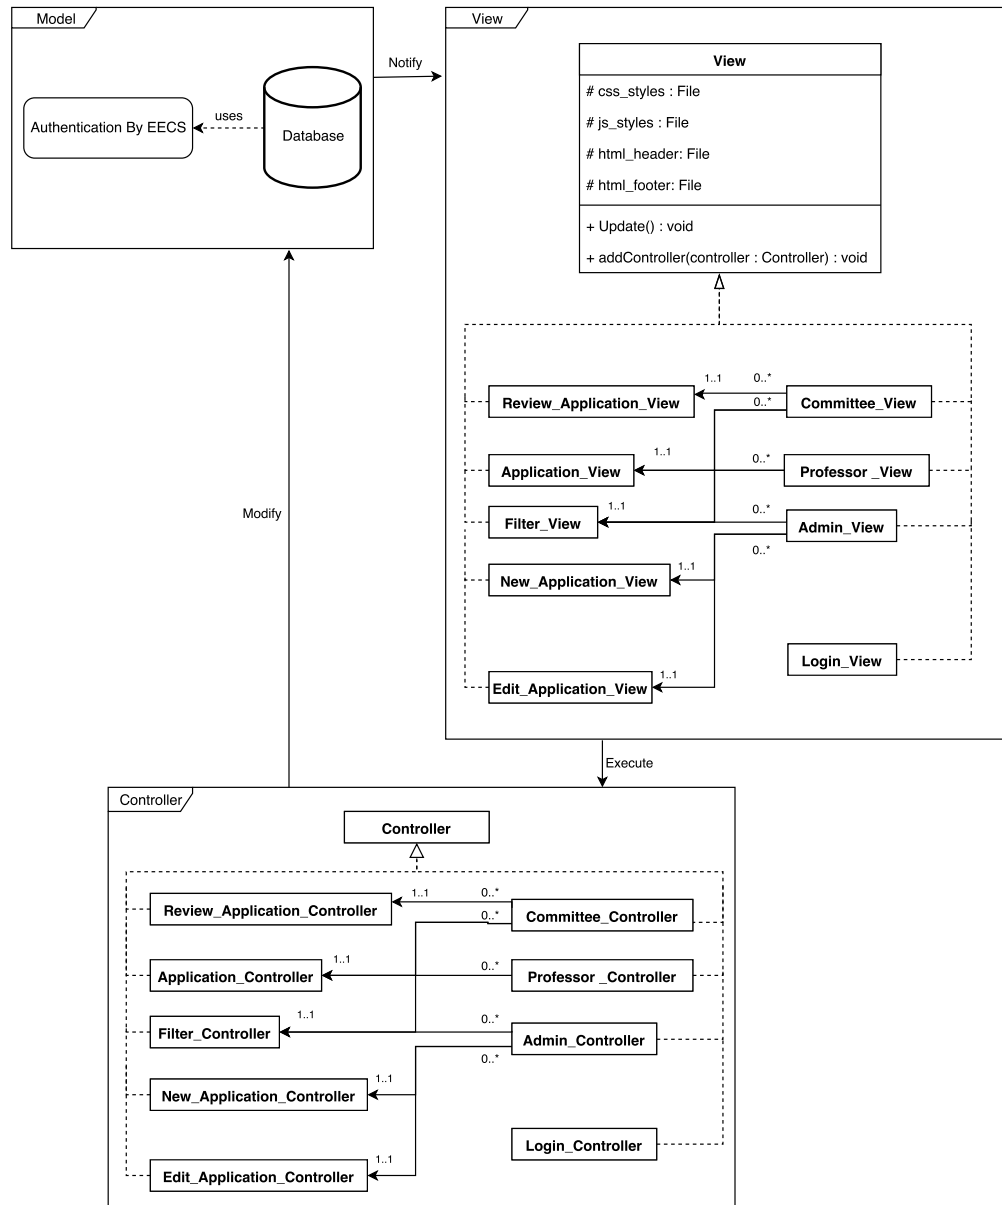 Model
View
Notify
Authentication By EECS
uses
Database
View
# css_styles : File
# js_styles : File
# html_header: File
# html_footer: File
+ Update() : void
+ addController(controller : Controller) : void
1..1
0..*
Review_Application_View
0..*
Committee_View
1..1
0..*
Application_View
Professor _View
1..1
0..*
Filter_View
Admin_View
0..*
1..1
New_Application_View
Login_View
1..1
Edit_Application_View
Modify
Execute
Controller
Controller
1..1
0..*
Review_Application_Controller
0..*
Committee_Controller
1..1
0..*
Application_Controller
Professor _Controller
1..1
0..*
Filter_Controller
Admin_Controller
0..*
1..1
New_Application_Controller
Login_Controller
1..1
Edit_Application_Controller